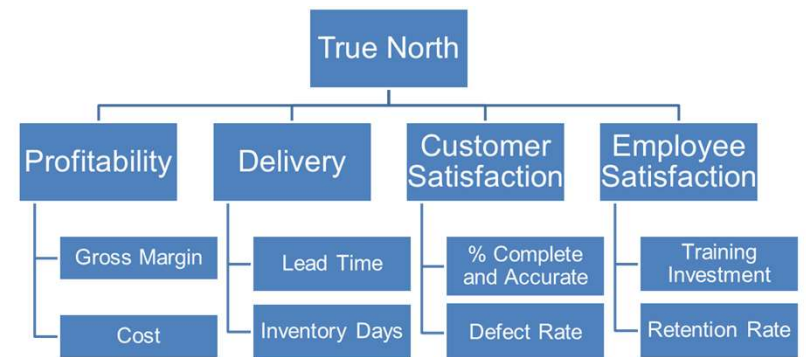 True North
Profitability
Delivery
Customer
Satisfaction
Employee
Satisfaction
Gross Margin
Lead Time
% Complete
and Accurate
Training
Investment
Cost
Inventory Days
Defect Rate
Retention Rate